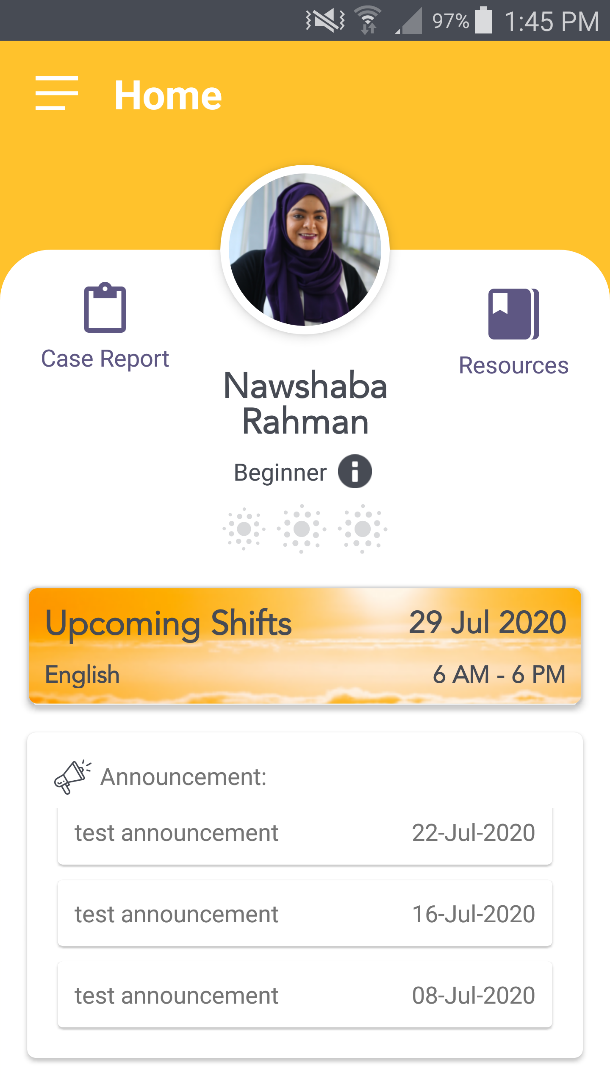 97% 1:45 PM
Home
Case Report
Resources
Nawshaba
Rahman
Beginner
Upcoming Shifts 29 Jul 2020
English 6 AM - 6 PM
Announcement:
test announcement 22-Jul-2020
test announcement 16-Jul-2020
test announcement 08-Jul-2020